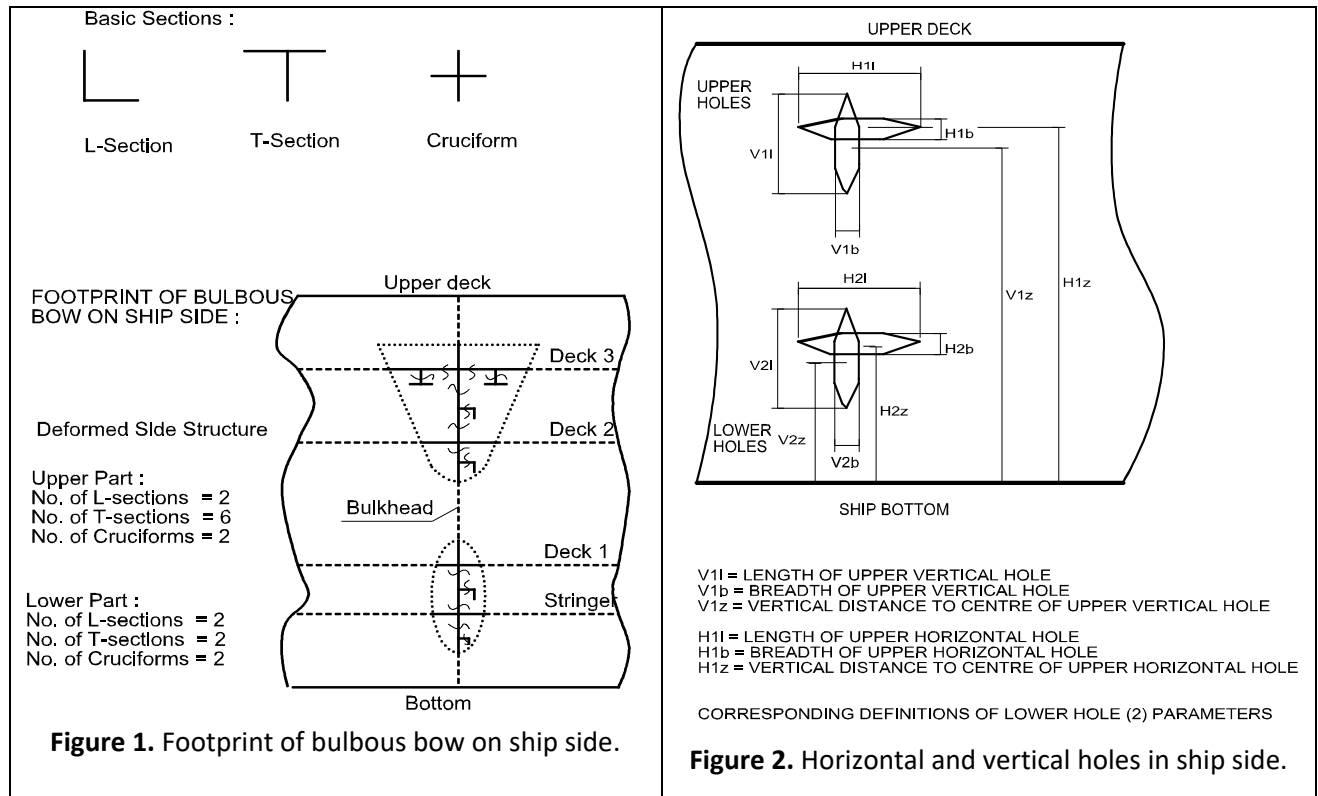 Basic Sections :
L-Section
T-Section
Cruciform
FOOTPRINT OF BULBOUS
BOW ON SHIP SIDE :
Upper deck
Deck 3
Deformed SIde Structure
Deck 2
Upper Part :
No. of L-sections = 2
No. of T-sections = 6
No. of Cruciforms = 2
Bulkhead
Deck 1
Lower Part :
No. of L-sections = 2
No. of T-sections = 2
No. of Cruciforms = 2
Stringer
Bottom
Figure 1. Footprint of bulbous bow on ship side.
UPPER DECK
H1l
UPPER
HOLES
H1b
V1l
V1b
H2l
V1z
H1z
H2b
V2l
H2z
LOWER
HOLES
V2z
V2b
SHIP BOTTOM
V1l = LENGTH OF UPPER VERTICAL HOLE
V1b = BREADTH OF UPPER VERTICAL HOLE
V1z = VERTICAL DISTANCE TO CENTRE OF UPPER VERTICAL HOLE
H1l = LENGTH OF UPPER HORIZONTAL HOLE
H1b = BREADTH OF UPPER HORIZONTAL HOLE
H1z = VERTICAL DISTANCE TO CENTRE OF UPPER HORIZONTAL HOLE
CORRESPONDING DEFINITIONS OF LOWER HOLE (2) PARAMETERS
Figure 2. Horizontal and vertical holes in ship side.